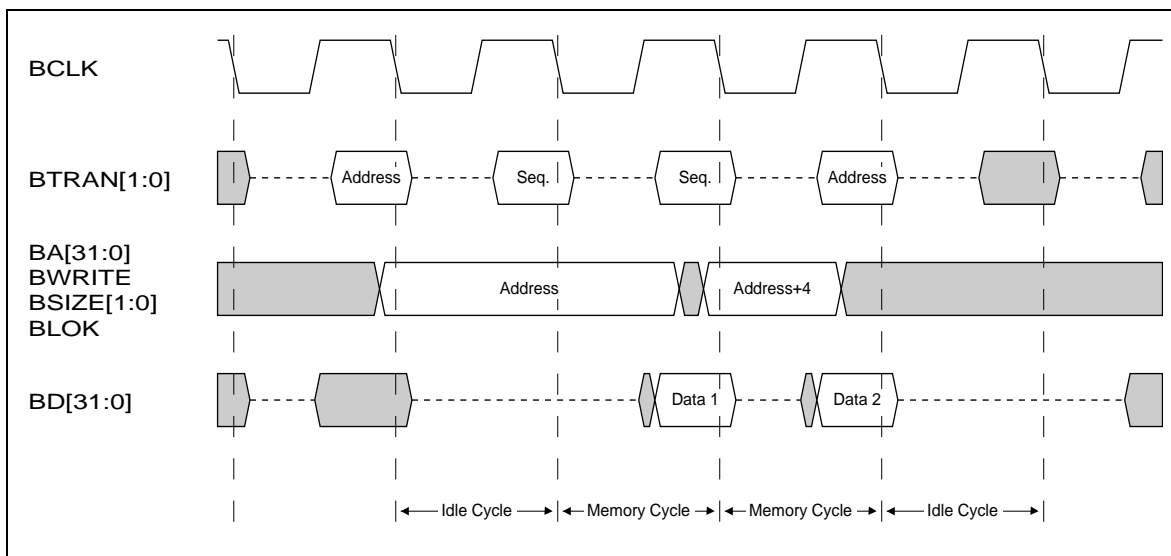 BCLK
BTRAN[1:0]
Address
Seq.
Seq.
Address
BA[31:0]
BWRITE
BSIZE[1:0]
BLOK
Address
Address+4
BD[31:0]
Data 1
Data 2
Idle Cycle
Memory Cycle
Memory Cycle
Idle Cycle